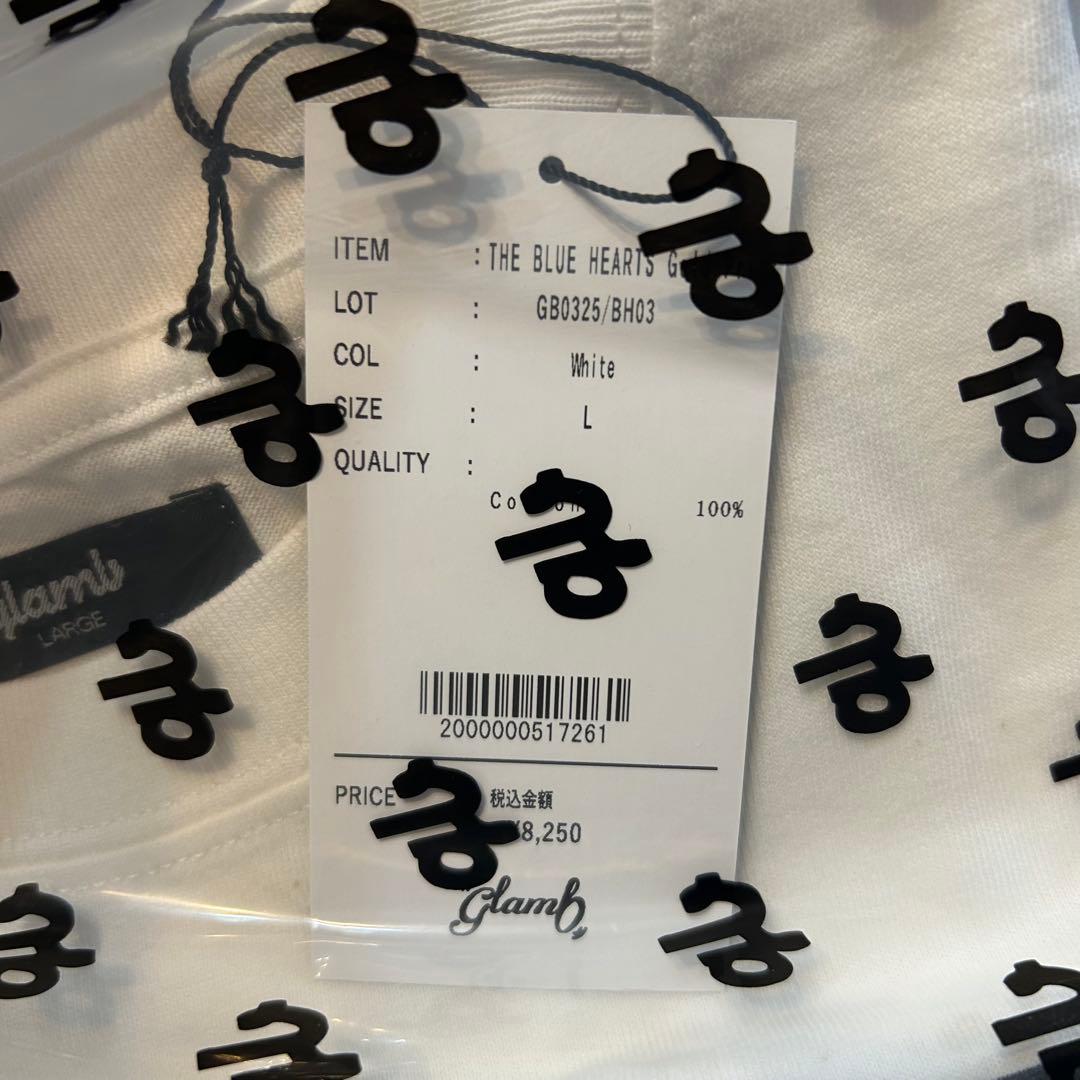 ITEM : THE BLUE HEARTS
LOT : GB0325/BH03
COL : White
SIZE : L
QUALITY :
100%
2000000517261
PRICE 税込金額
¥8,250
glamb
glamb
LARGE